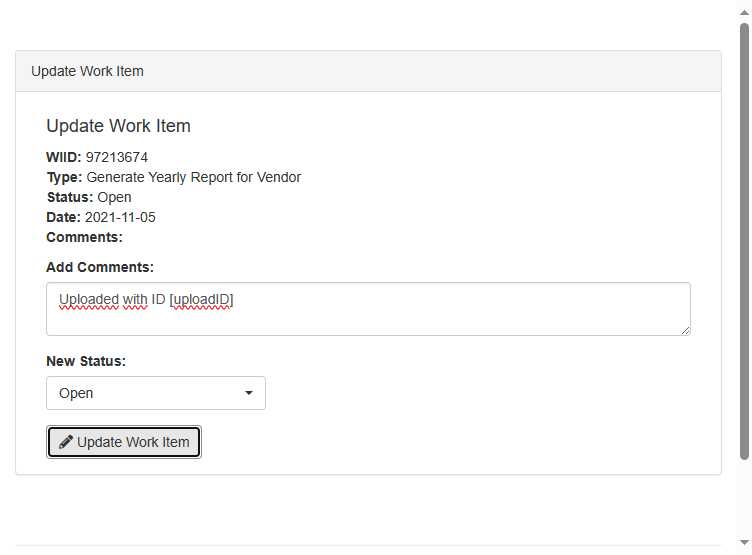 Update Work Item
Update Work Item
WIID: 97213674
Type: Generate Yearly Report for Vendor
Status: Open
Date: 2021-11-05
Comments:
Add Comments:
Uploaded with ID [uploadID]
New Status:
Open
Update Work Item